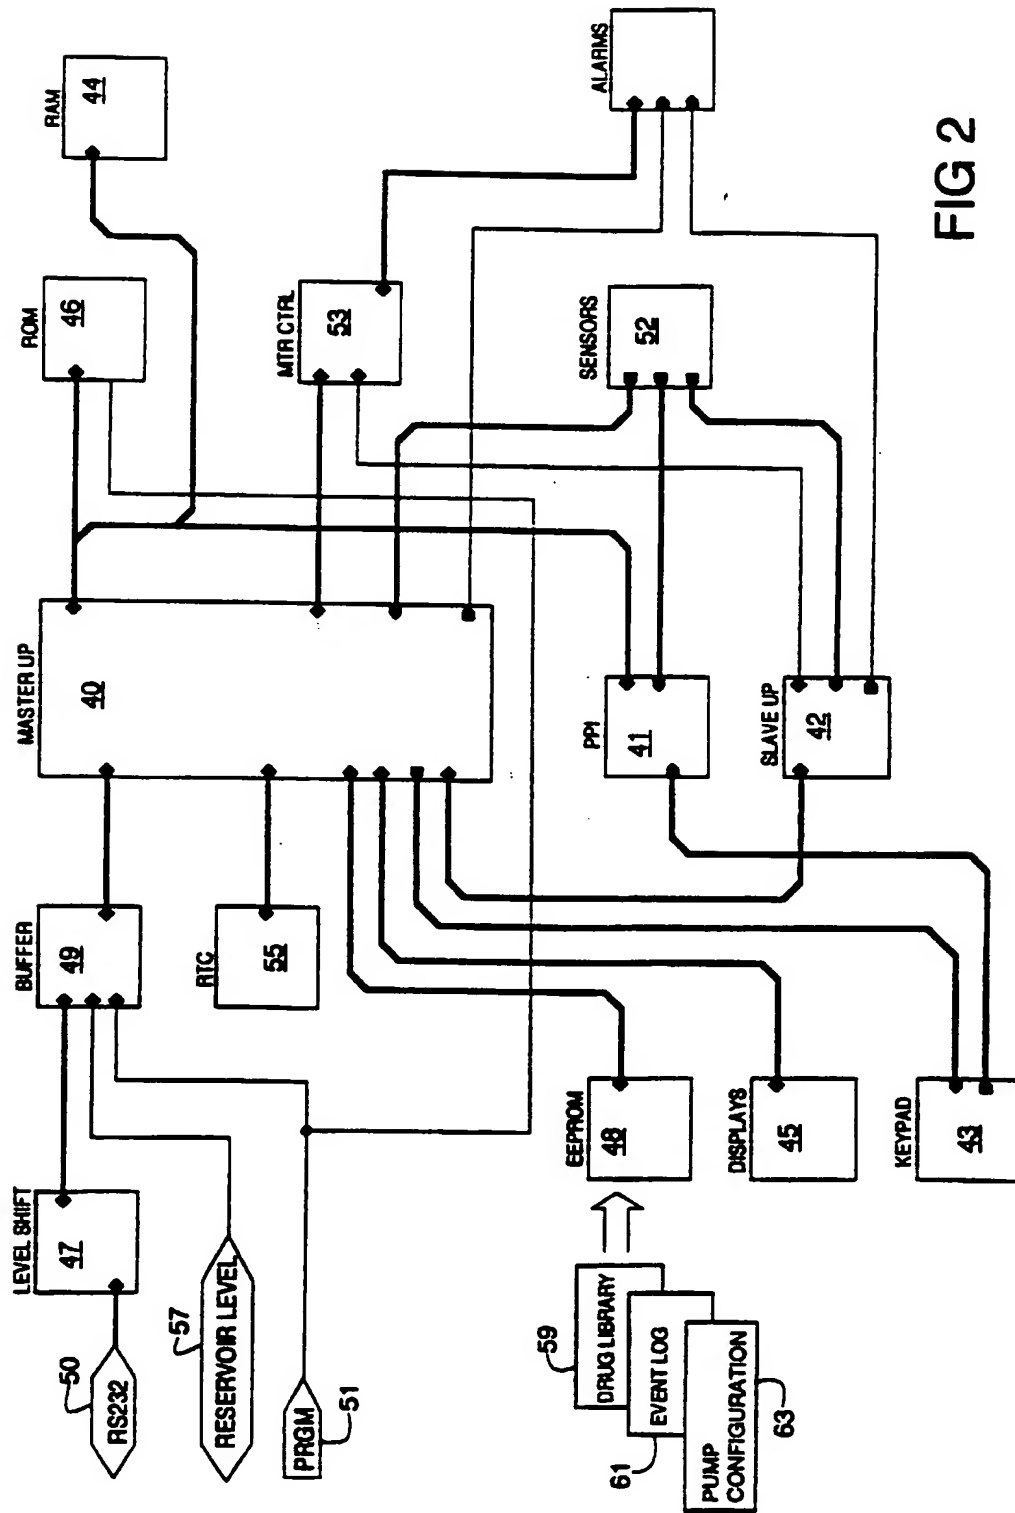 RS232
50
LEVEL SHIFT
47
BUFFER
49
MASTER UP
40
ROM
46
RAM
44
RESERVOIR LEVEL
57
RTC
55
MTR CTRL
53
PRGM
51
ALARMS
SENSORS
52
DRUG LIBRARY
59
EVENT LOG
61
PUMP
CONFIGURATION
63
EEPROM
48
PPI
41
DISPLAYS
45
SLAVE UP
42
KEYPAD
43
FIG 2